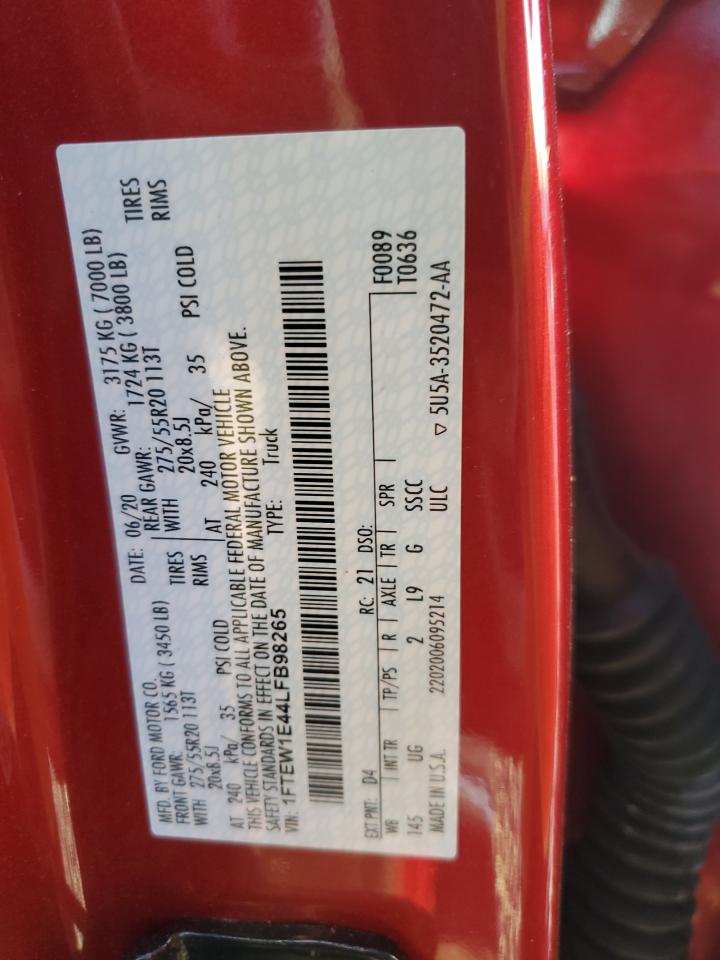 MFD. BY FORD MOTOR CO. DATE: 06/20 GVWR: 3175 KG ( 7000 LB)
FRONT GAWR: 1565 KG ( 3450 LB) REAR GAWR: 1724 KG ( 3800 LB)
WITH 275/55R20 113T TIRES WITH 275/55R20 113T TIRES
20x8.5J RIMS 20x8.5J RIMS
AT 240 kPa/ 35 PSI COLD AT 240 kPa/ 35 PSI COLD
THIS VEHICLE CONFORMS TO ALL APPLICABLE FEDERAL MOTOR VEHICLE
SAFETY STANDARDS IN EFFECT ON THE DATE OF MANUFACTURE SHOWN ABOVE.
VIN: 1FTEW1E44LFB98265 TYPE: Truck
EXT PNT: D4 RC: 21 DSO: F0089
WB INT TR TP/PS R AXLE TR SPR T0636
145 UG 2 L9 G SSCC
MADE IN U.S.A. 2202006095214 ULC ▽ 5U5A-3520472-AA